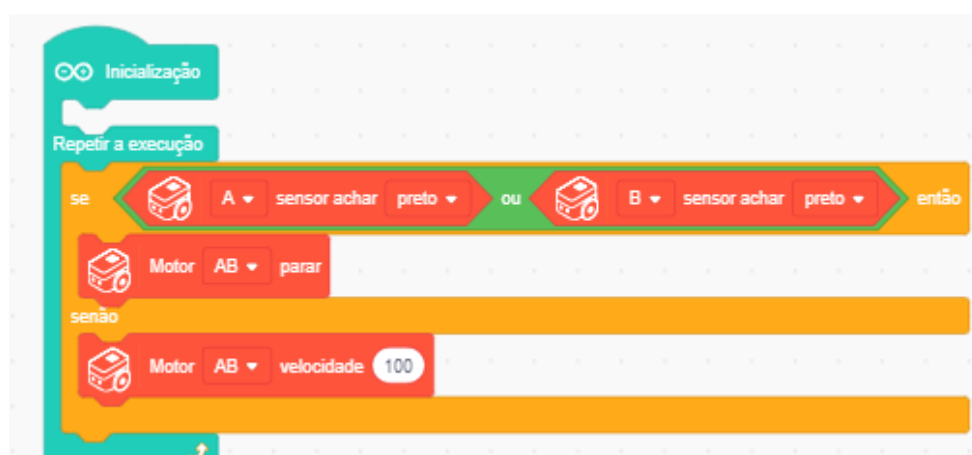 Inicialização
Repetir a execução
se A sensor achar preto ou B sensor achar preto então
Motor AB parar
senão
Motor AB velocidade 100